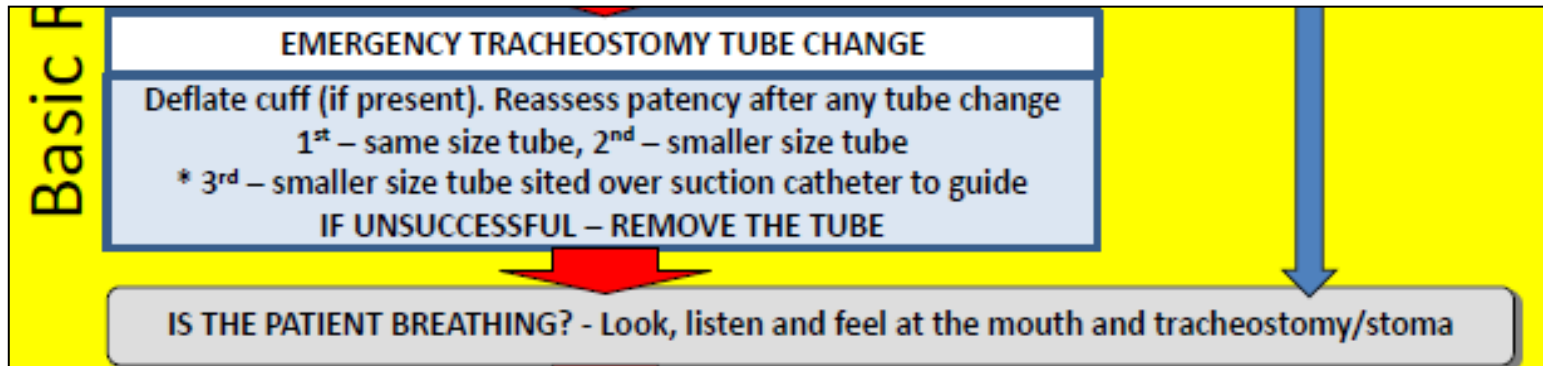 Basic
EMERGENCY TRACHEOSTOMY TUBE CHANGE
Deflate cuff (if present). Reassess patency after any tube change
1st – same size tube, 2nd – smaller size tube
* 3rd – smaller size tube sited over suction catheter to guide
IF UNSUCCESSFUL – REMOVE THE TUBE
IS THE PATIENT BREATHING? - Look, listen and feel at the mouth and tracheostomy/stoma